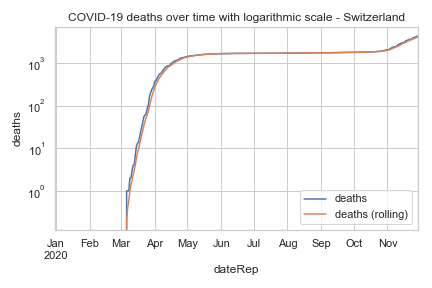 COVID-19 deaths over time with logarithmic scale - Switzerland
deaths
10³
10²
10¹
10⁰
deaths
deaths (rolling)
Jan Feb Mar Apr May Jun Jul Aug Sep Oct Nov
2020
dateRep